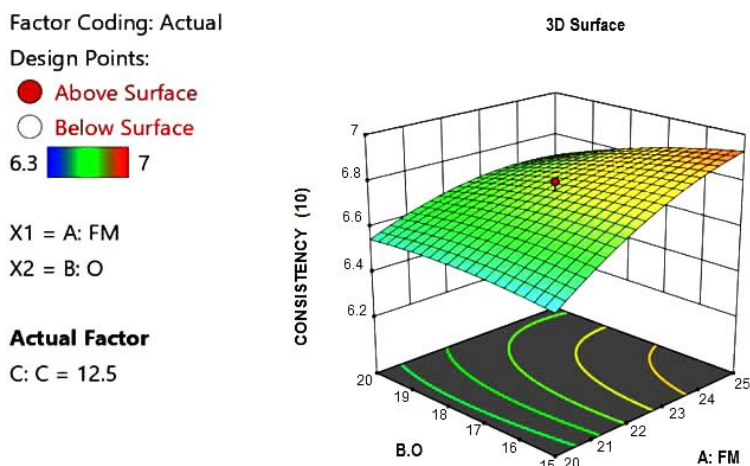 Factor Coding: Actual
Design Points:
Above Surface
Below Surface
6.3 7
X1 = A: FM
X2 = B: O
Actual Factor
C: C = 12.5
3D Surface
7
6.8
6.6
6.4
6.2
CONSISTENCY (10)
20
19
18
17
16
15
B.O
20
21
22
23
24
25
A: FM